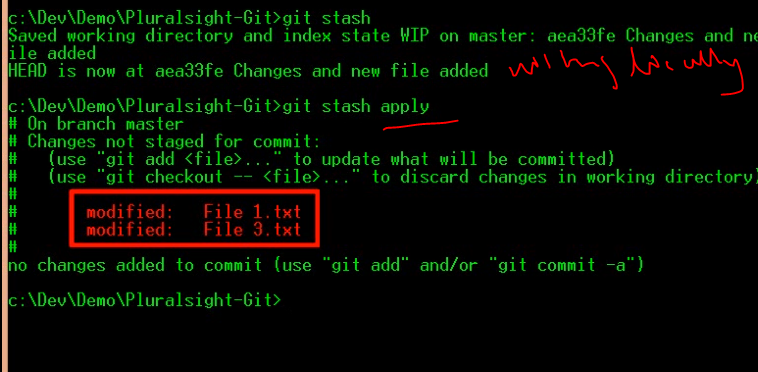 c:\Dev\Demo\Pluralsight-Git>git stash
Saved working directory and index state WIP on master: aea33fe Changes and ne
ile added
HEAD is now at aea33fe Changes and new file added
c:\Dev\Demo\Pluralsight-Git>git stash apply
# On branch master
# Changes not staged for commit:
#   (use "git add <file>..." to update what will be committed)
#   (use "git checkout -- <file>..." to discard changes in working directory)
#
#       modified:   File 1.txt
#       modified:   File 3.txt
#
no changes added to commit (use "git add" and/or "git commit -a")
c:\Dev\Demo\Pluralsight-Git>